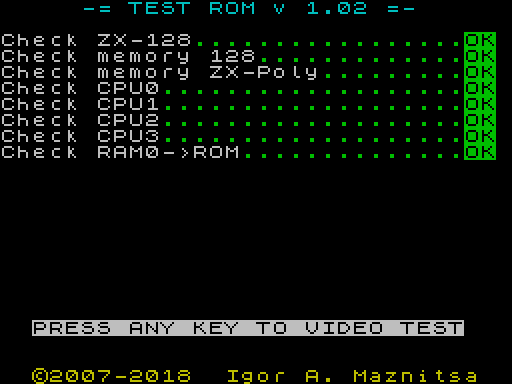 -= TEST ROM v 1.02 =-
Check ZX-128.................OK
Check memory 128.............OK
Check memory ZX-Poly.........OK
Check CPU0...................OK
Check CPU1...................OK
Check CPU2...................OK
Check CPU3...................OK
Check RAM0->ROM..............OK
PRESS ANY KEY TO VIDEO TEST
©2007-2018  Igor A. Maznitsa